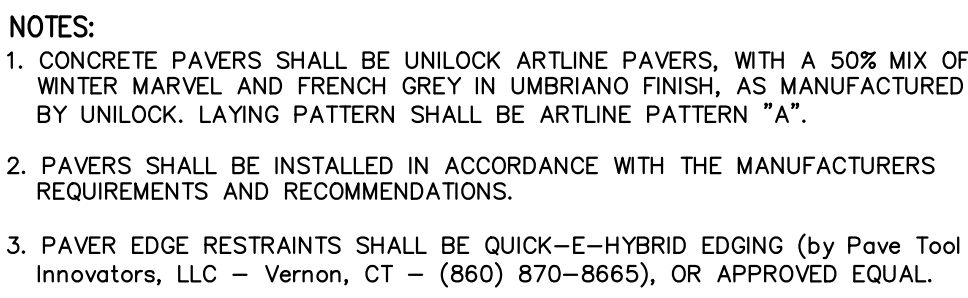 NOTES:
1. CONCRETE PAVERS SHALL BE UNILOCK ARTLINE PAVERS, WITH A 50% MIX OF
WINTER MARVEL AND FRENCH GREY IN UMBRIANO FINISH, AS MANUFACTURED
BY UNILOCK. LAYING PATTERN SHALL BE ARTLINE PATTERN "A".
2. PAVERS SHALL BE INSTALLED IN ACCORDANCE WITH THE MANUFACTURERS
REQUIREMENTS AND RECOMMENDATIONS.
3. PAVER EDGE RESTRAINTS SHALL BE QUICK-E-HYBRID EDGING (by Pave Tool
Innovators, LLC - Vernon, CT - (860) 870-8665), OR APPROVED EQUAL.